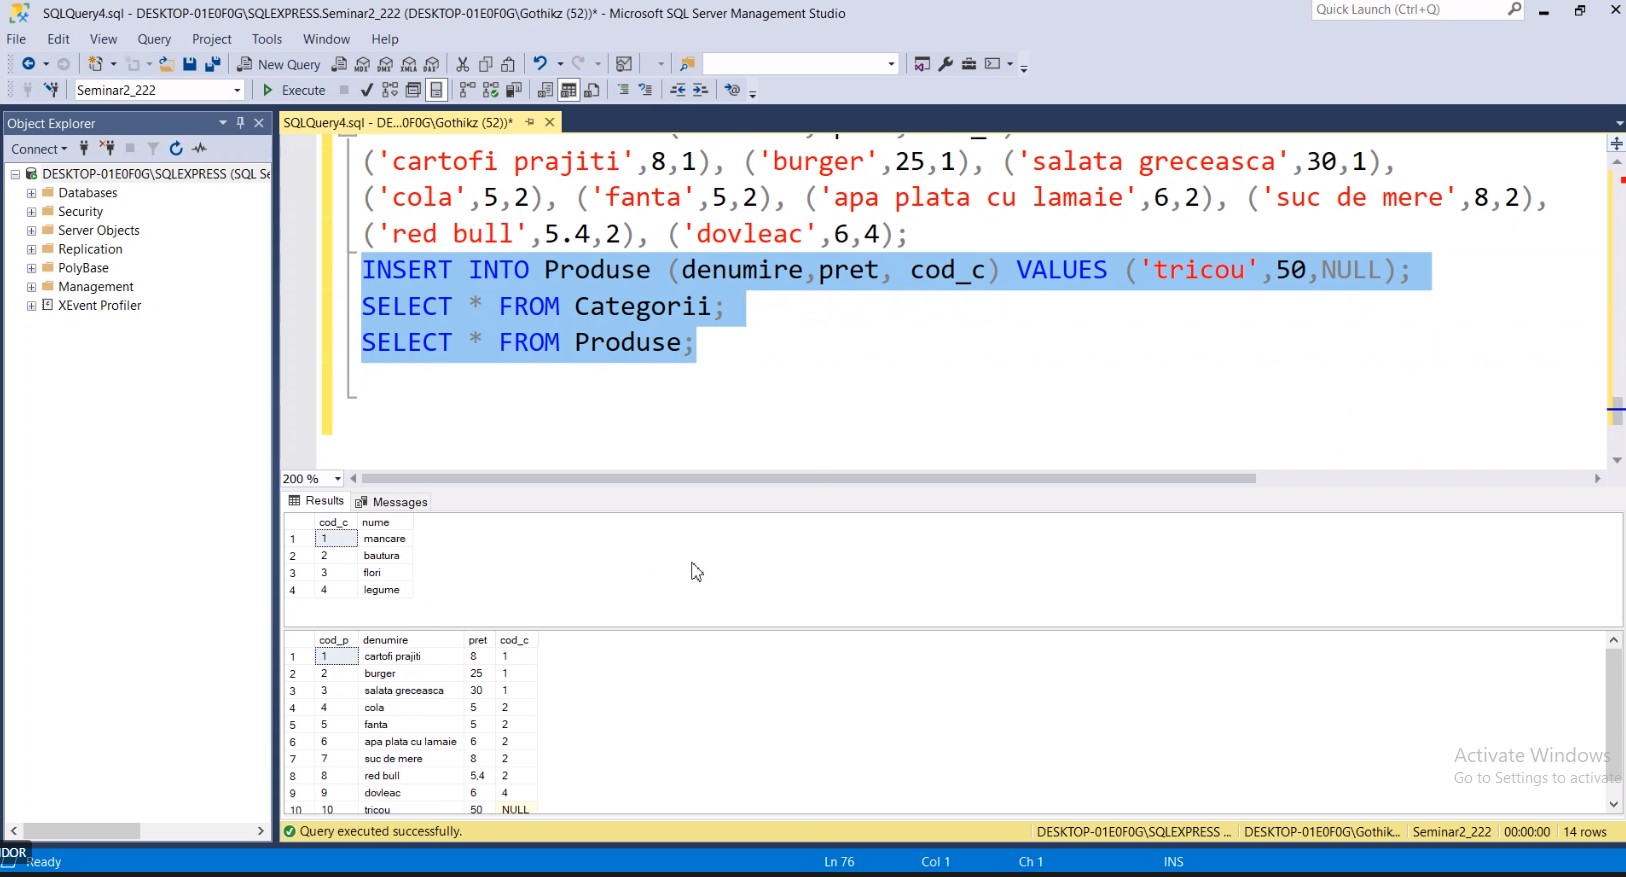 SQLQuery4.sql - DESKTOP-01E0F0G\SQLEXPRESS.Seminar2_222 (DESKTOP-01E0F0G\Gothikz (52))* - Microsoft SQL Server Management Studio
Quick Launch (Ctrl+Q)
File Edit View Query Project Tools Window Help
New Query
Seminar2_222
Execute
Object Explorer
SQLQuery4.sql - DE...0F0G\Gothikz (52))*
Connect
DESKTOP-01E0F0G\SQLEXPRESS (SQL Se
Databases
Security
Server Objects
Replication
PolyBase
Management
XEvent Profiler
('cartofi prajiti',8,1), ('burger',25,1), ('salata greceasca',30,1),
('cola',5,2), ('fanta',5,2), ('apa plata cu lamaie',6,2), ('suc de mere',8,2),
('red bull',5.4,2), ('dovleac',6,4);
INSERT INTO Produse (denumire,pret, cod_c) VALUES ('tricou',50,NULL);
SELECT * FROM Categorii;
SELECT * FROM Produse;
200 %
Results Messages
cod_c nume
1 1 mancare
2 2 bautura
3 3 flori
4 4 legume
cod_p denumire pret cod_c
1 1 cartofi prajiti 8 1
2 2 burger 25 1
3 3 salata greceasca 30 1
4 4 cola 5 2
5 5 fanta 5 2
6 6 apa plata cu lamaie 6 2
7 7 suc de mere 8 2
8 8 red bull 5,4 2
9 9 dovleac 6 4
10 10 tricou 50 NULL
Activate Windows
Go to Settings to activate
Query executed successfully.
DESKTOP-01E0F0G\SQLEXPRESS ... DESKTOP-01E0F0G\Gothik... Seminar2_222 00:00:00 14 rows
IDOR
Ready
Ln 76 Col 1 Ch 1 INS